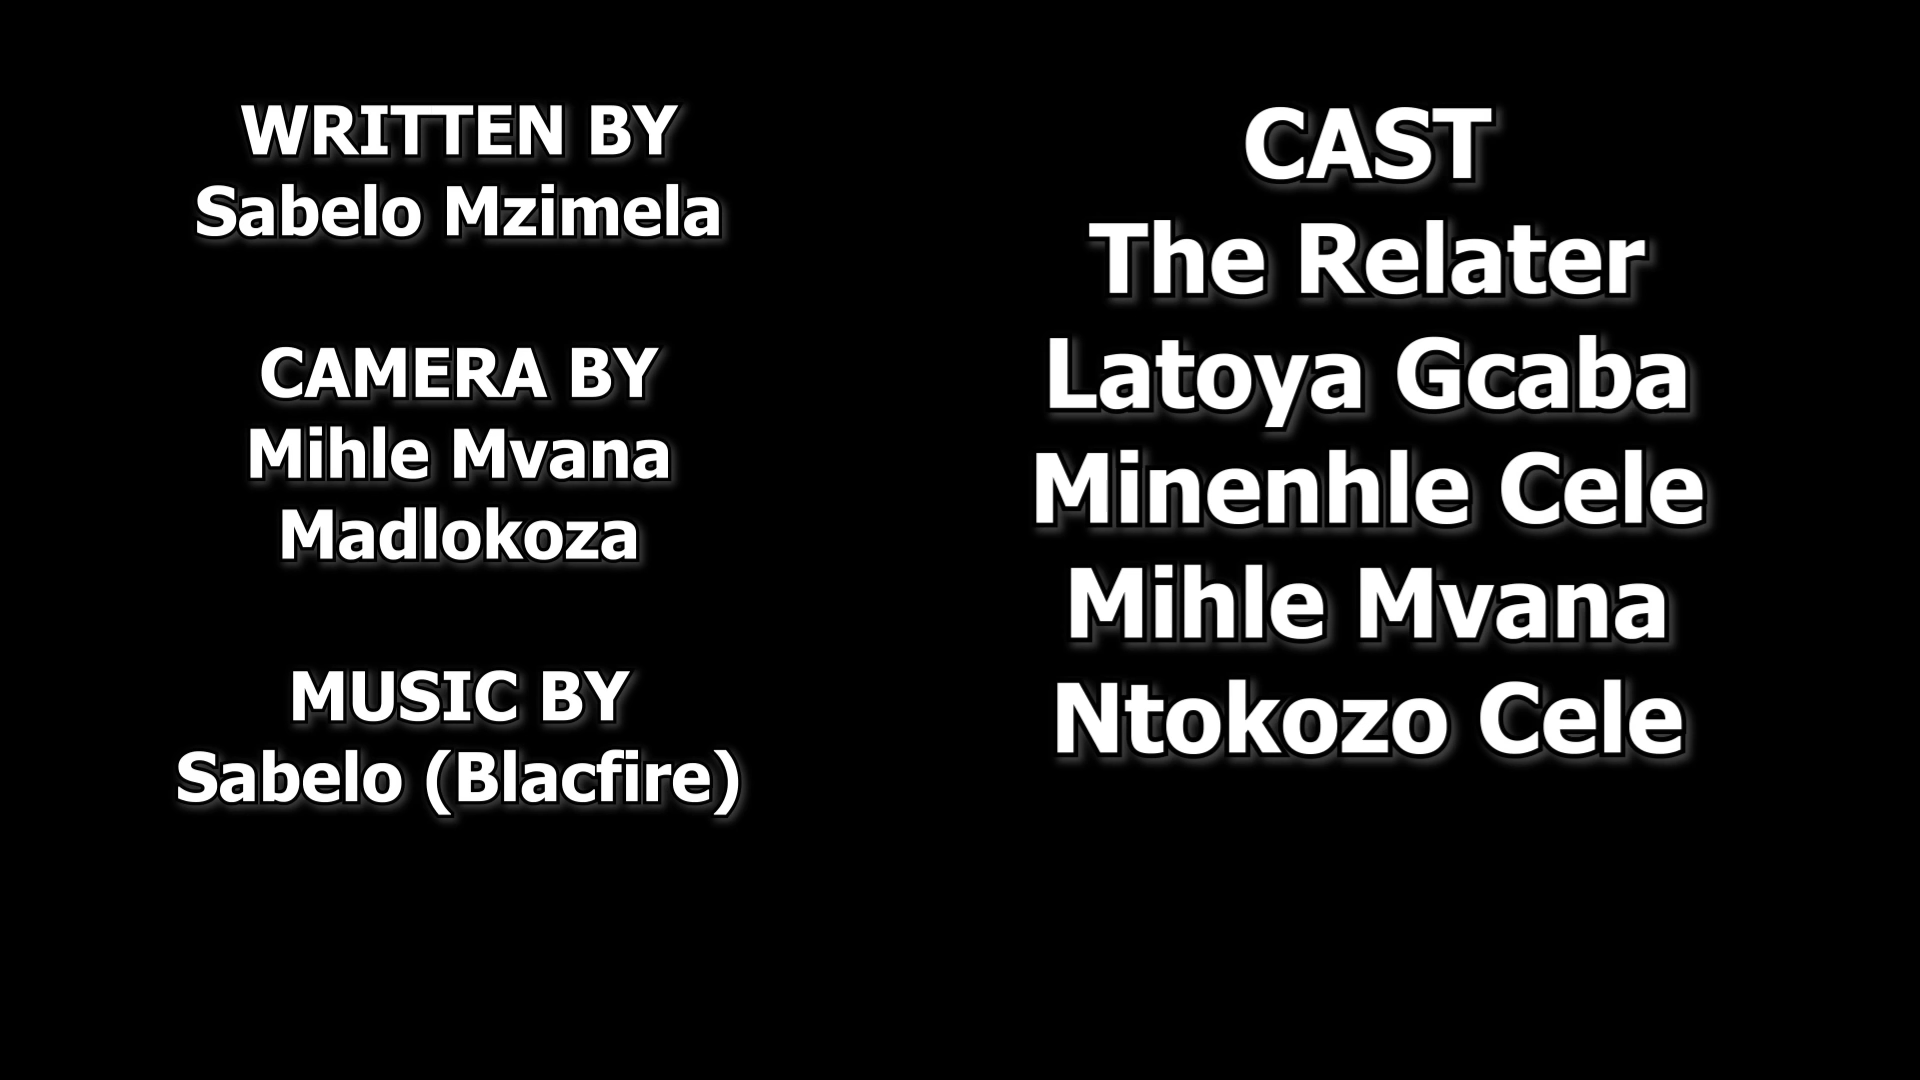 WRITTEN BY
Sabelo Mzimela
CAMERA BY
Mihle Mvana
Madlokoza
MUSIC BY
Sabelo (Blacfire)
CAST
The Relater
Latoya Gcaba
Minenhle Cele
Mihle Mvana
Ntokozo Cele